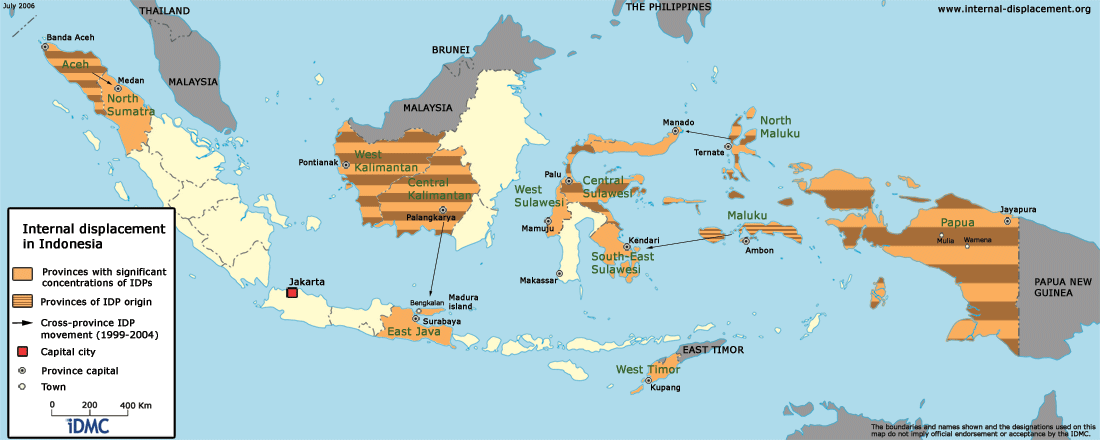 July 2006
THAILAND
THE PHILIPPINES
www.internal-displacement.org
Banda Aceh
BRUNEI
Aceh
Medan
MALAYSIA
North
Sumatra
MALAYSIA
Manado
North
Maluku
Ternate
Pontianak
West
Kalimantan
Central
Kalimantan
Palangkarya
Palu
Central
Sulawesi
West
Sulawesi
Mamuju
Maluku
Ambon
Kendari
South-East
Sulawesi
Makassar
Papua
Jayapura
Mulia
Wamena
PAPUA NEW
GUINEA
Jakarta
Bengkalan
Madura
island
Surabaya
East Java
EAST TIMOR
West Timor
Kupang
Internal displacement
in Indonesia
Provinces with significant
concentrations of IDPs
Provinces of IDP origin
Cross-province IDP
movement (1999-2004)
Capital city
Province capital
Town
0 200 400 Km
iDMC
The boundaries and names shown and the designations used on this
map do not imply official endorsement or acceptance by the IDMC.